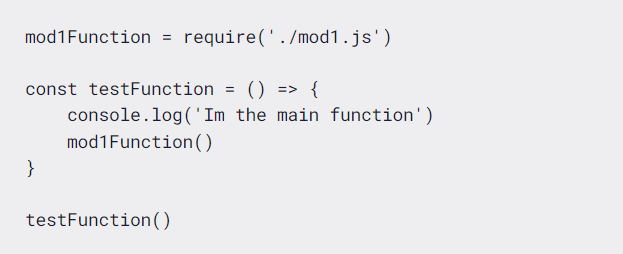 mod1Function = require('./mod1.js')
const testFunction = () => {
    console.log('Im the main function')
    mod1Function()
}
testFunction()